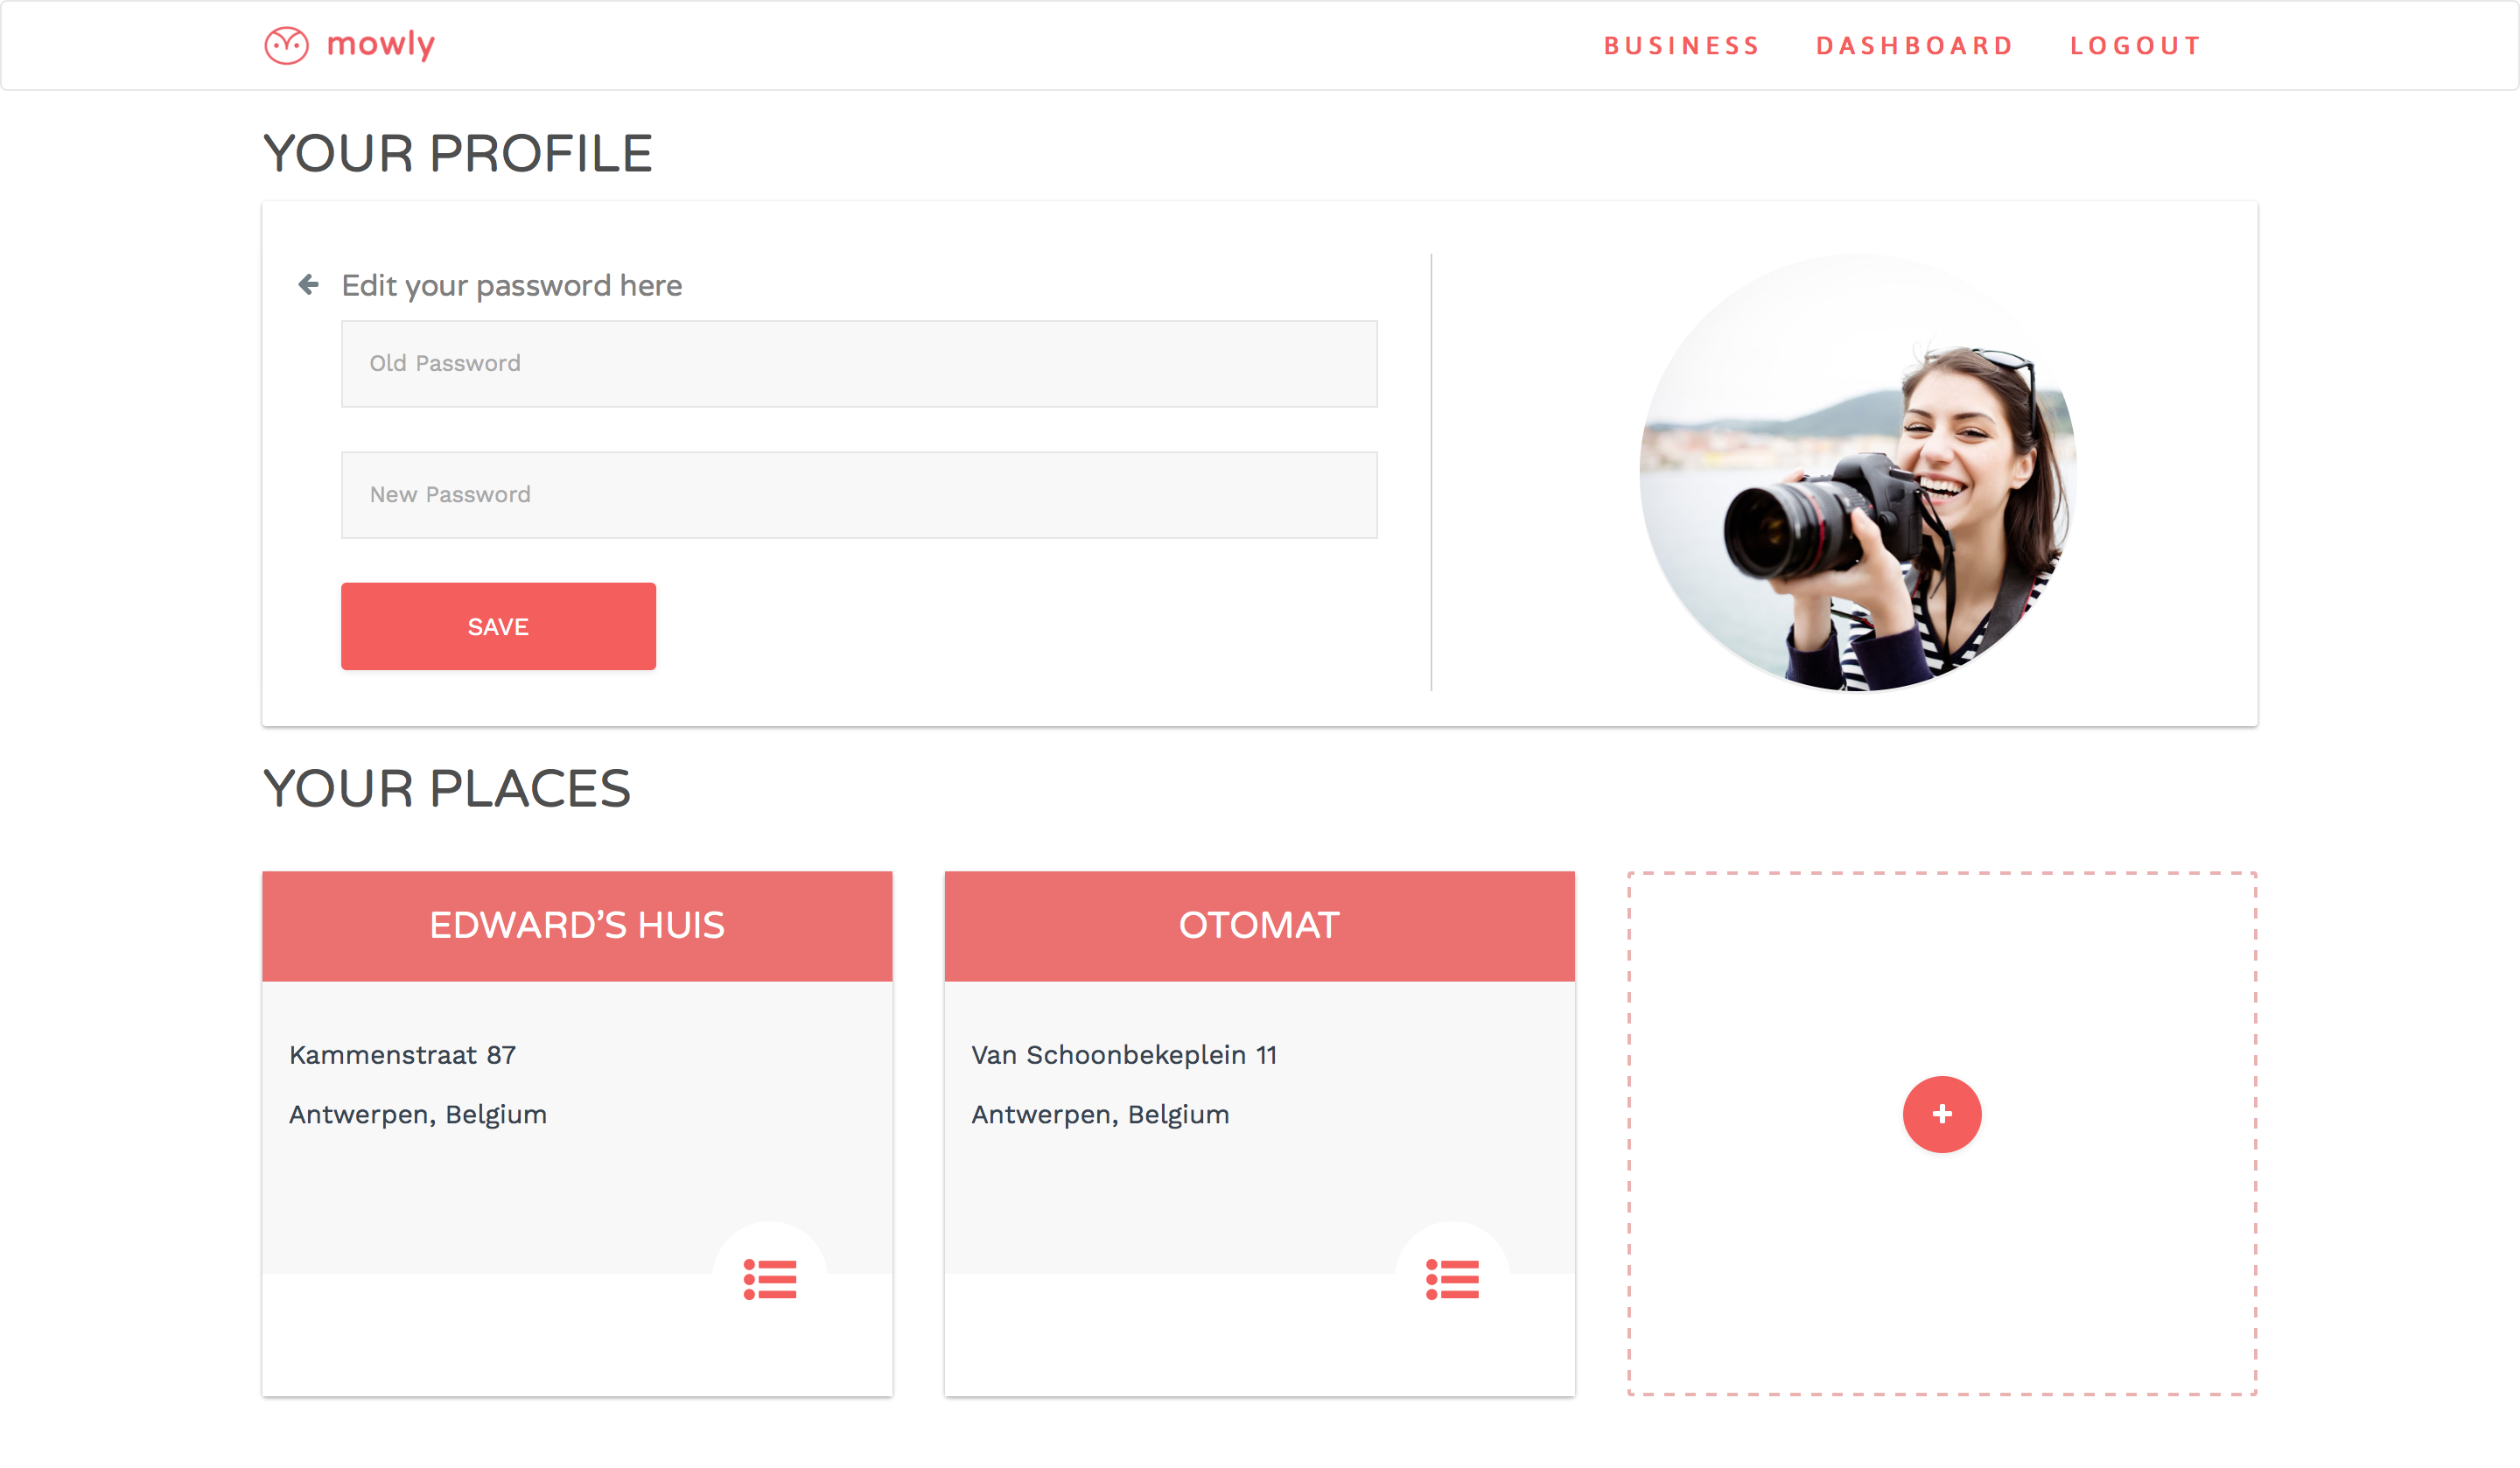 mowly
BUSINESS DASHBOARD LOGOUT
YOUR PROFILE
Edit your password here
Old Password
New Password
SAVE
YOUR PLACES
EDWARD’S HUIS
Kammenstraat 87
Antwerpen, Belgium
OTOMAT
Van Schoonbekeplein 11
Antwerpen, Belgium